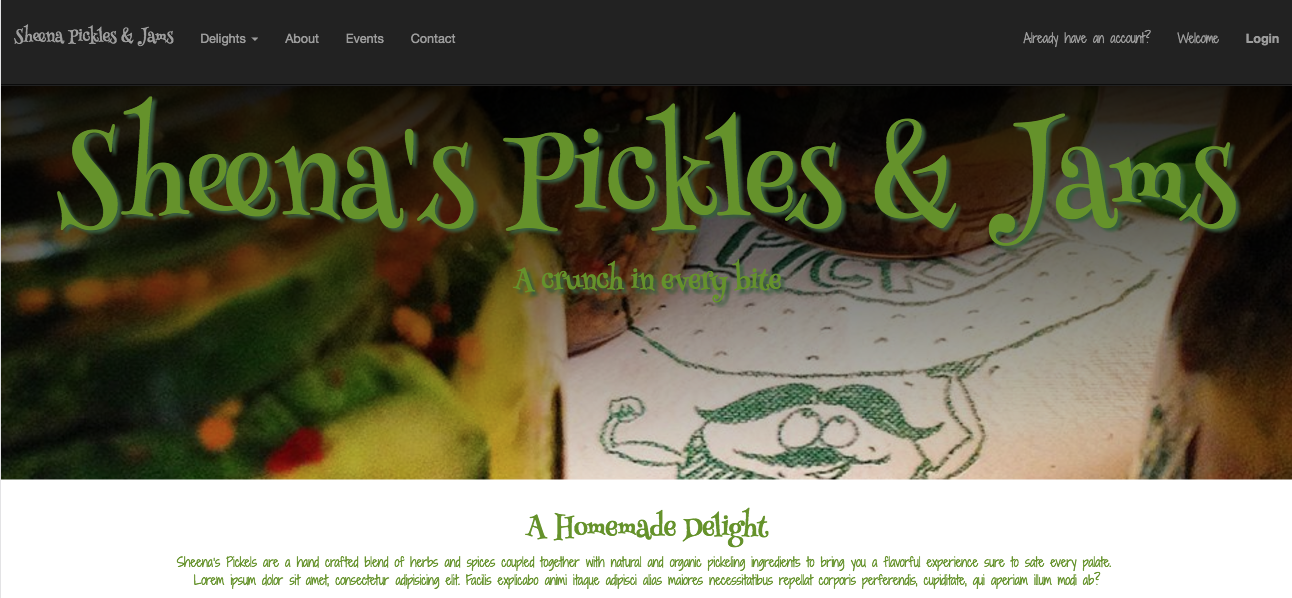 Sheena Pickles & Jams Delights About Events Contact Already have an account? Welcome Login
Sheena's Pickles & Jams
PICKL
A crunch in every bite
A Homemade Delight
Sheena's Pickels are a hand crafted blend of herbs and spices coupled together with natural and organic pickeling ingredients to bring you a flavorful experience sure to sate every palate.
Lorem ipsum dolor sit amet, consectetur adipisicing elit. Facilis explicabo animi itaque adipisci alias maiores necessitatibus repellat corporis perferendis, cupiditate, qui aperiam illum modi ab?